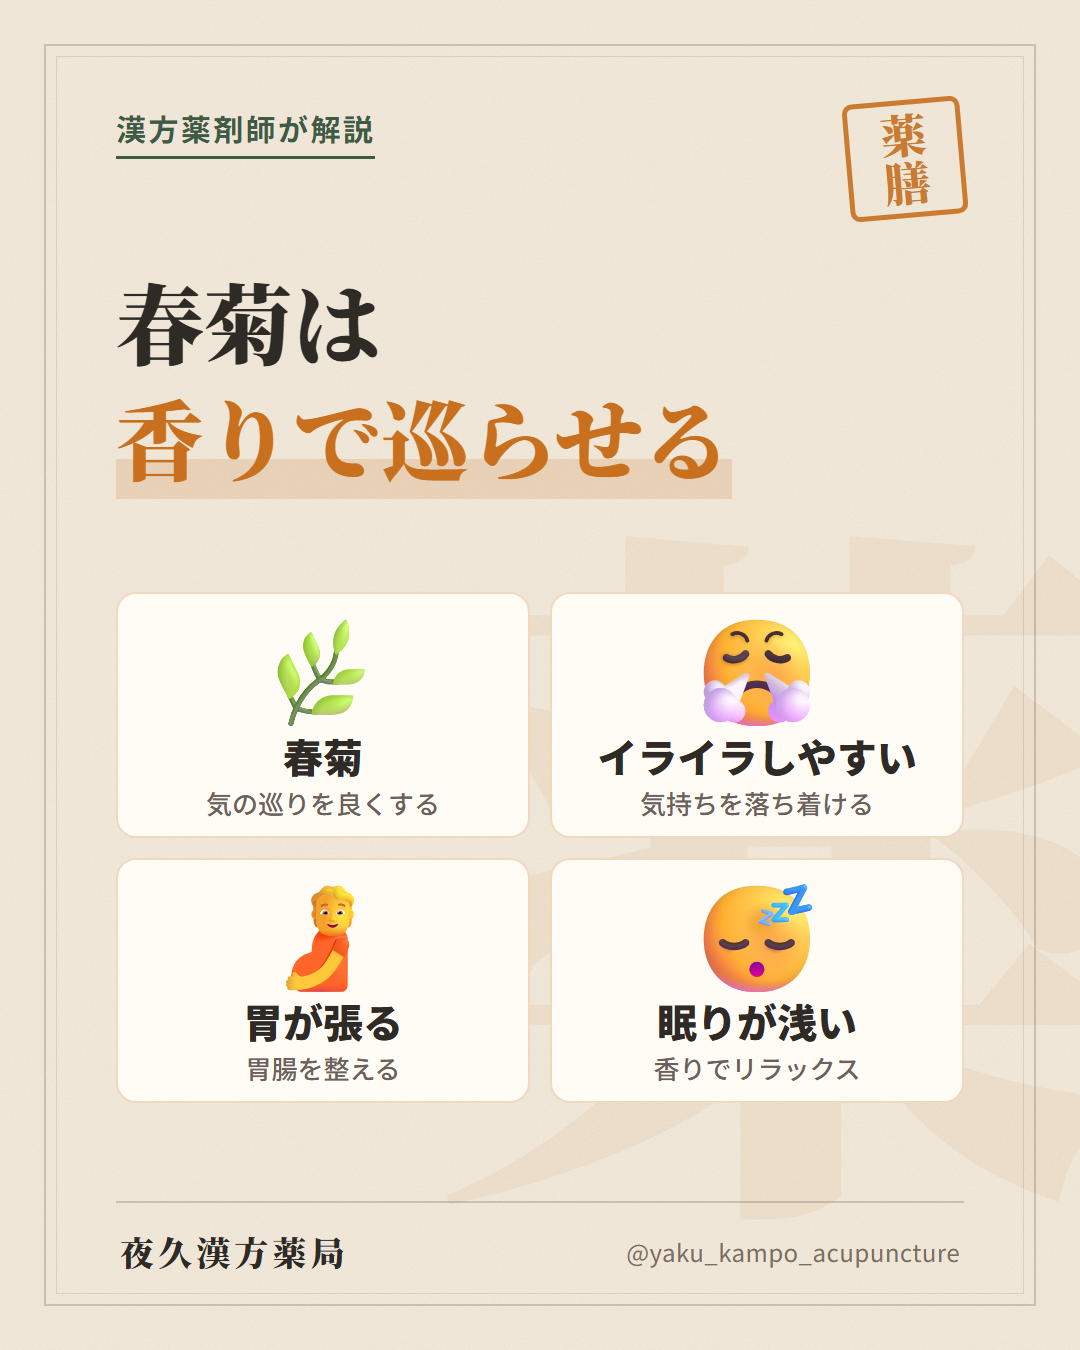 漢方薬剤師が解説
薬
膳
春菊は
香りで巡らせる
春菊
気の巡りを良くする
イライラしやすい
気持ちを落ち着ける
胃が張る
胃腸を整える
眠りが浅い
香りでリラックス
夜久漢方薬局
@yaku_kampo_acupuncture
薬